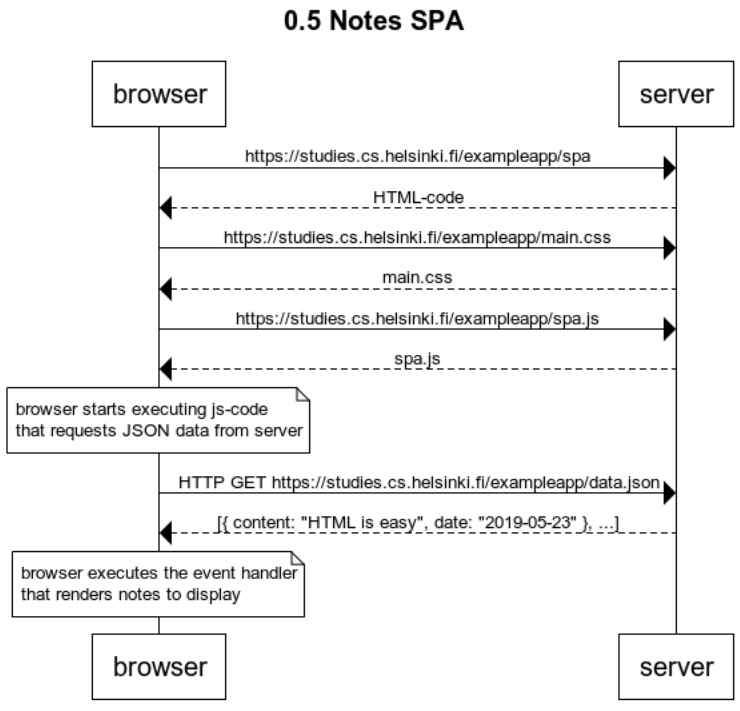 0.5 Notes SPA
browser
server
https://studies.cs.helsinki.fi/exampleapp/spa
HTML-code
https://studies.cs.helsinki.fi/exampleapp/main.css
main.css
https://studies.cs.helsinki.fi/exampleapp/spa.js
spa.js
browser starts executing js-code
that requests JSON data from server
HTTP GET https://studies.cs.helsinki.fi/exampleapp/data.json
[{ content: "HTML is easy", date: "2019-05-23" }, ...]
browser executes the event handler
that renders notes to display
browser
server